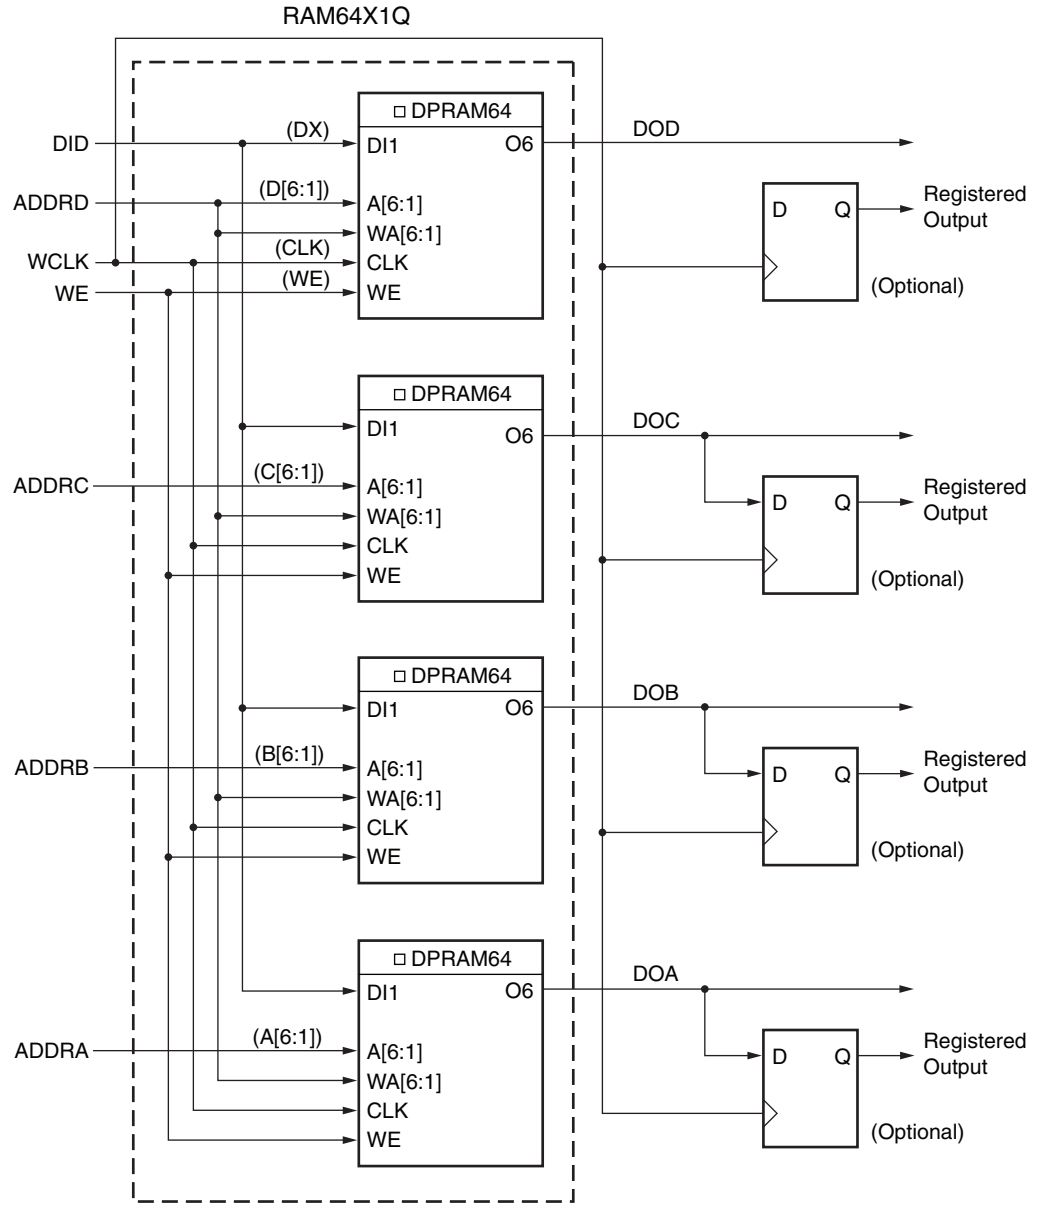 RAM64X1Q
DPRAM64
DID
(DX)
DI1
O6
DOD
ADDRD
(D[6:1])
A[6:1]
WA[6:1]
WCLK
(CLK)
CLK
WE
(WE)
WE
D
Q
Registered
Output
(Optional)
DPRAM64
DI1
O6
DOC
ADDRC
(C[6:1])
A[6:1]
WA[6:1]
CLK
WE
D
Q
Registered
Output
(Optional)
DPRAM64
DI1
O6
DOB
ADDRB
(B[6:1])
A[6:1]
WA[6:1]
CLK
WE
D
Q
Registered
Output
(Optional)
DPRAM64
DI1
O6
DOA
ADDRA
(A[6:1])
A[6:1]
WA[6:1]
CLK
WE
D
Q
Registered
Output
(Optional)